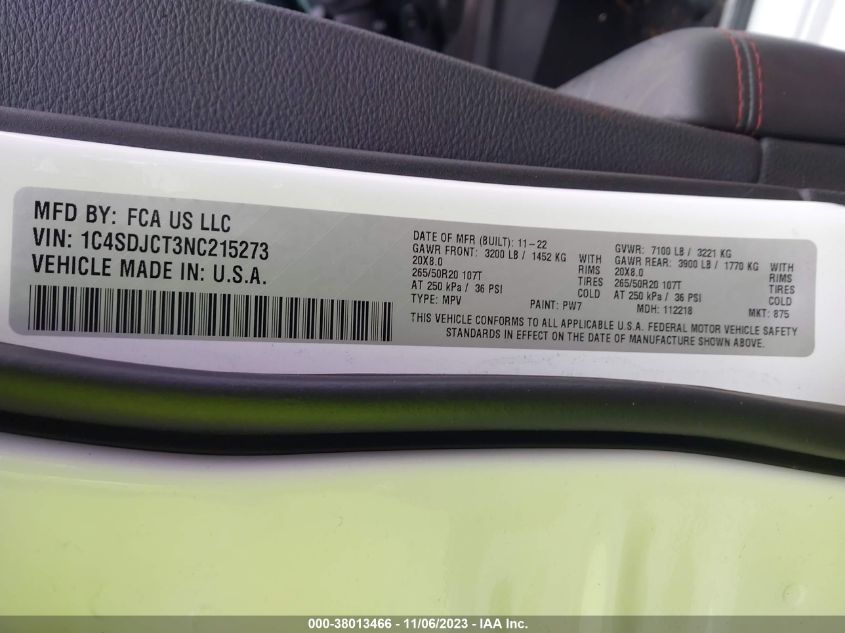 MFD BY: FCA US LLC
VIN: 1C4SDJCT3NC215273
VEHICLE MADE IN: U.S.A.
DATE OF MFR (BUILT): 11-22
GAWR FRONT: 3200 LB / 1452 KG WITH
20X8.0 RIMS
265/50R20 107T TIRES
AT 250 kPa / 36 PSI COLD
TYPE: MPV PAINT: PW7
GVWR: 7100 LB / 3221 KG
GAWR REAR: 3900 LB / 1770 KG WITH
20X8.0 RIMS
265/50R20 107T TIRES
AT 250 kPa / 36 PSI COLD
MDH: 112218 MKT: 875
THIS VEHICLE CONFORMS TO ALL APPLICABLE U.S.A. FEDERAL MOTOR VEHICLE SAFETY
STANDARDS IN EFFECT ON THE DATE OF MANUFACTURE SHOWN ABOVE.
000-38013466 - 11/06/2023 - IAA Inc.